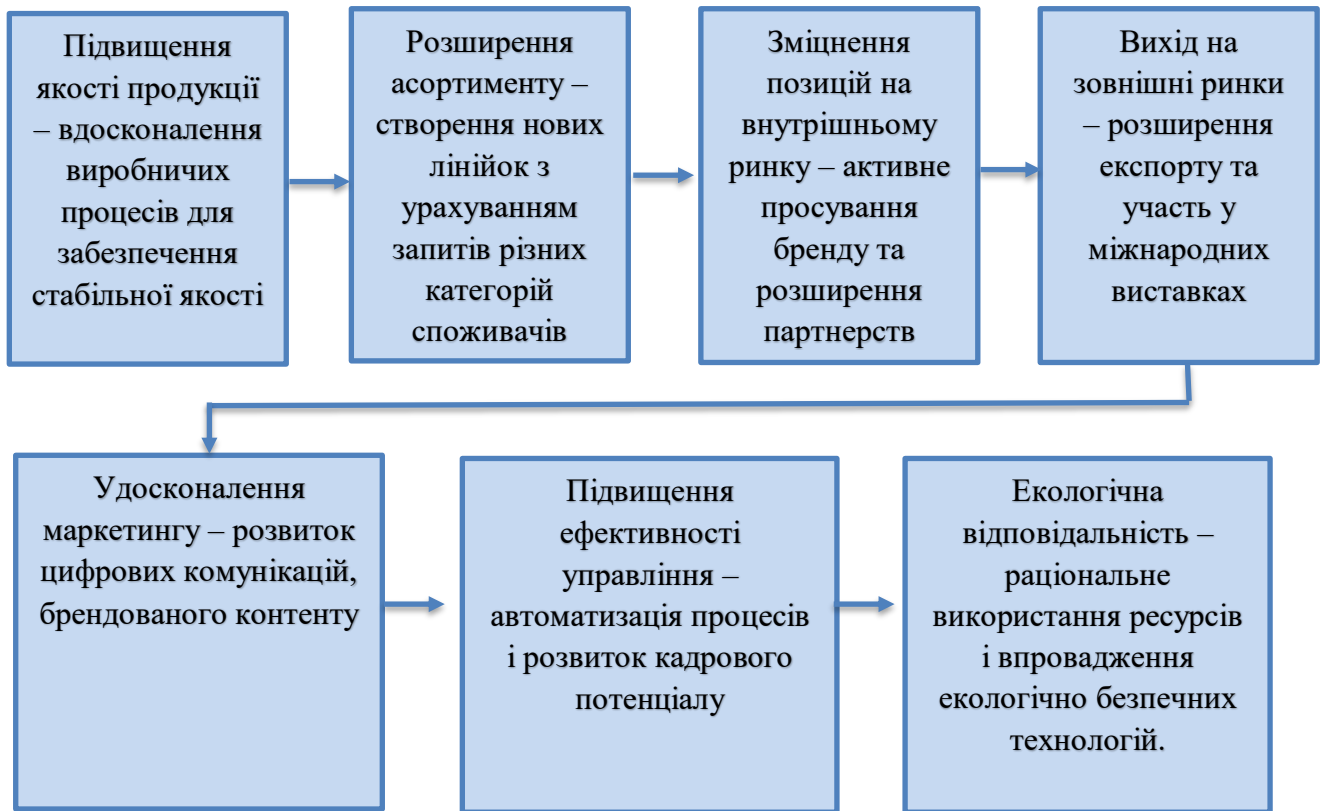 Підвищення
якості продукції
– вдосконалення
виробничих
процесів для
забезпечення
стабільної якості
Розширення
асортименту –
створення нових
лінійок з
урахуванням
запитів різних
категорій
споживачів
Зміцнення
позицій на
внутрішньому
ринку – активне
просування
бренду та
розширення
партнерств
Вихід на
зовнішні ринки
– розширення
експорту та
участь у
міжнародних
виставках
Удосконалення
маркетингу – розвиток
цифрових комунікацій,
брендованого контенту
Підвищення
ефективності
управління –
автоматизація процесів
і розвиток кадрового
потенціалу
Екологічна
відповідальність –
раціональне
використання ресурсів
і впровадження
екологічно безпечних
технологій.